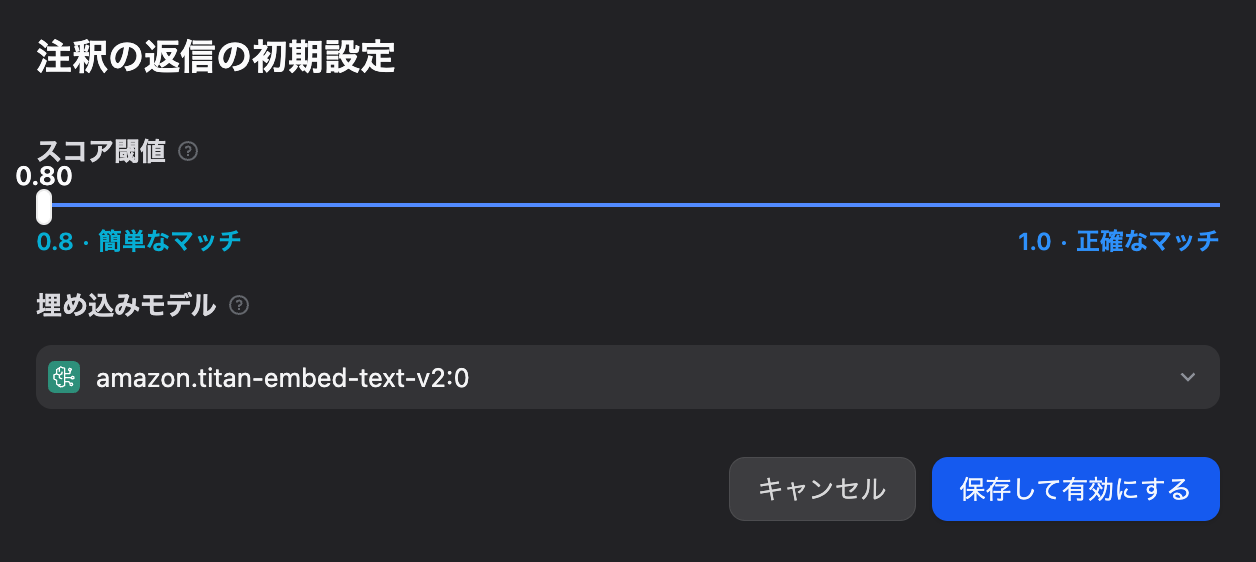 注釈の返信の初期設定
スコア閾値
0.80
0.8 · 簡単なマッチ
1.0 · 正確なマッチ
埋め込みモデル
amazon.titan-embed-text-v2:0
キャンセル
保存して有効にする